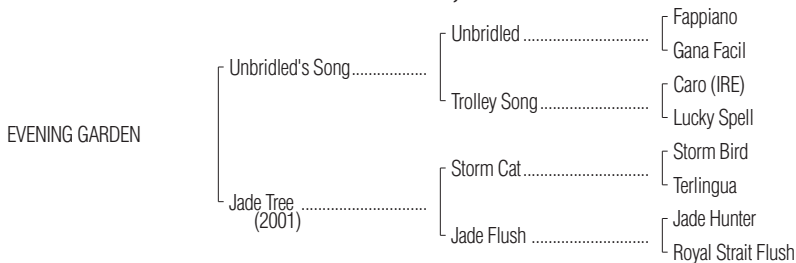 Fappiano
Unbridled ..............................
Gana Facil
Unbridled's Song..................
Caro (IRE)
Trolley Song..........................
Lucky Spell
EVENING GARDEN
Storm Bird
Storm Cat..............................
Terlingua
Jade Tree ..............................
(2001)
Jade Hunter
Jade Flush ............................
Royal Strait Flush